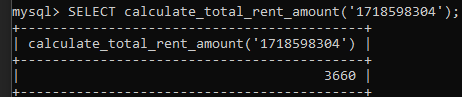 mysql> SELECT calculate_total_rent_amount('1718598304');
+------------------------------------------+
| calculate_total_rent_amount('1718598304') |
+------------------------------------------+
| 3660 |
+------------------------------------------+